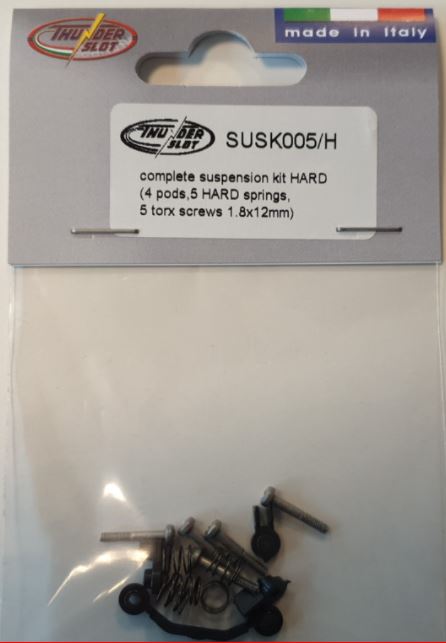 THUNDER
SLOT
made in Italy
THUNDER
SLOT
SUSK005/H
complete suspension kit HARD
(4 pods,5 HARD springs,
5 torx screws 1.8x12mm)